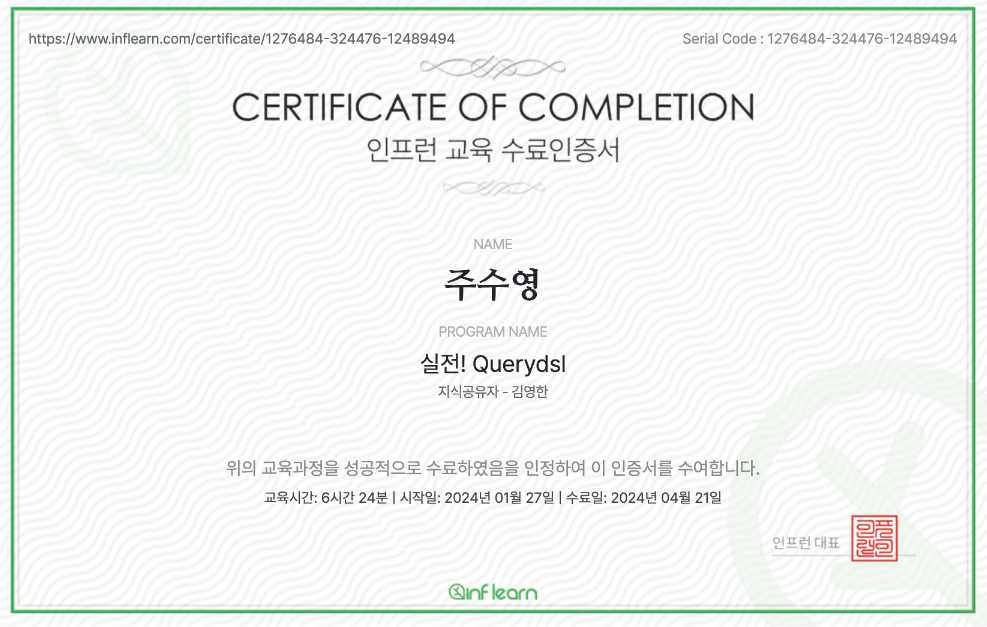 https://www.inflearn.com/certificate/1276484-324476-12489494
Serial Code : 1276484-324476-12489494
CERTIFICATE OF COMPLETION
인프런 교육 수료인증서
NAME
주수영
PROGRAM NAME
실전! Querydsl
지식공유자 - 김영한
위의 교육과정을 성공적으로 수료하였음을 인정하여 이 인증서를 수여합니다.
교육시간: 6시간 24분 | 시작일: 2024년 01월 27일 | 수료일: 2024년 04월 21일
인프런 대표
inflearn